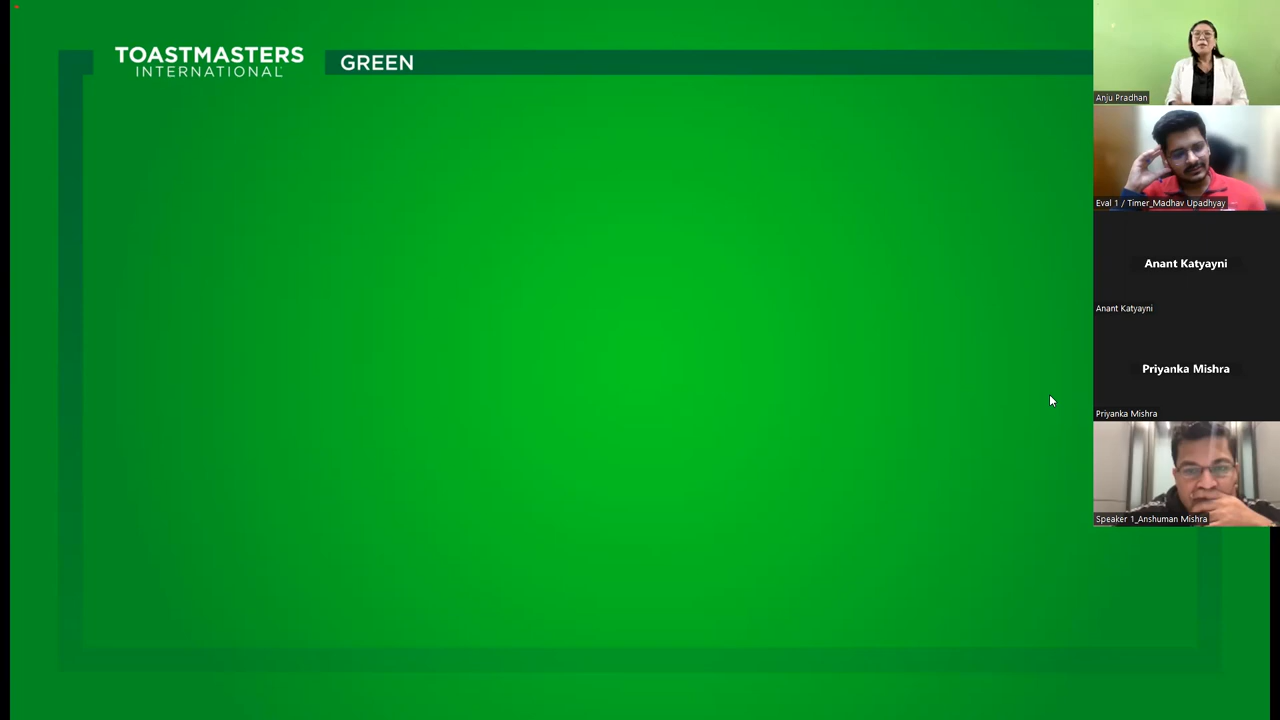 TOASTMASTERS
INTERNATIONAL
GREEN
Anju Pradhan
Eval 1 / Timer_Madhav Upadhyay
Anant Katyayni
Anant Katyayni
Priyanka Mishra
Priyanka Mishra
Speaker 1_Anshuman Mishra